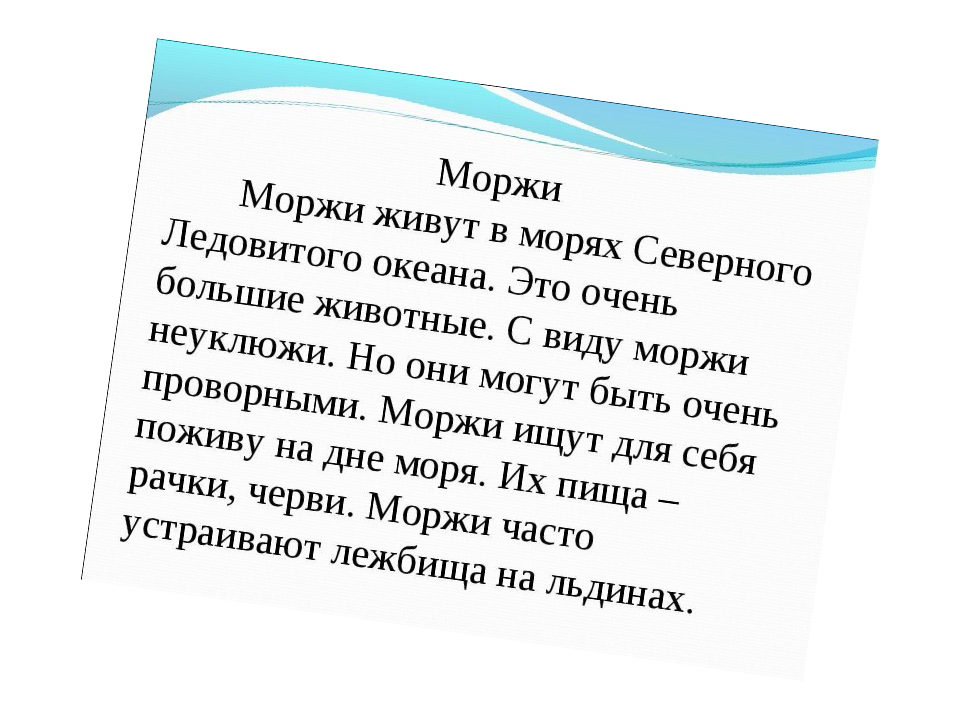 Моржи
Моржи живут в морях Северного
Ледовитого океана. Это очень
большие животные. С виду моржи
неуклюжи. Но они могут быть очень
проворными. Моржи ищут для себя
поживу на дне моря. Их пища –
рачки, черви. Моржи часто
устраивают лежбища на льдинах.